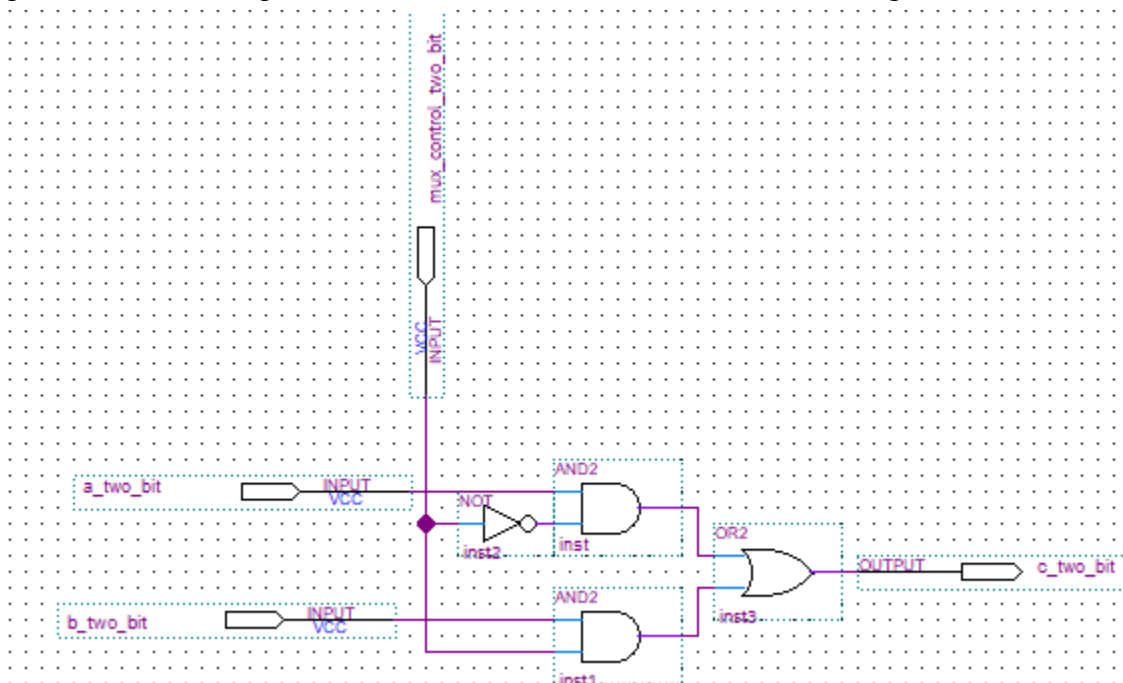 mux_control_two_bit
VCC
INPUT
a_two_bit
INPUT
VCC
NOT
inst2
AND2
inst
OR2
inst3
OUTPUT
c_two_bit
b_two_bit
INPUT
VCC
AND2
inst1